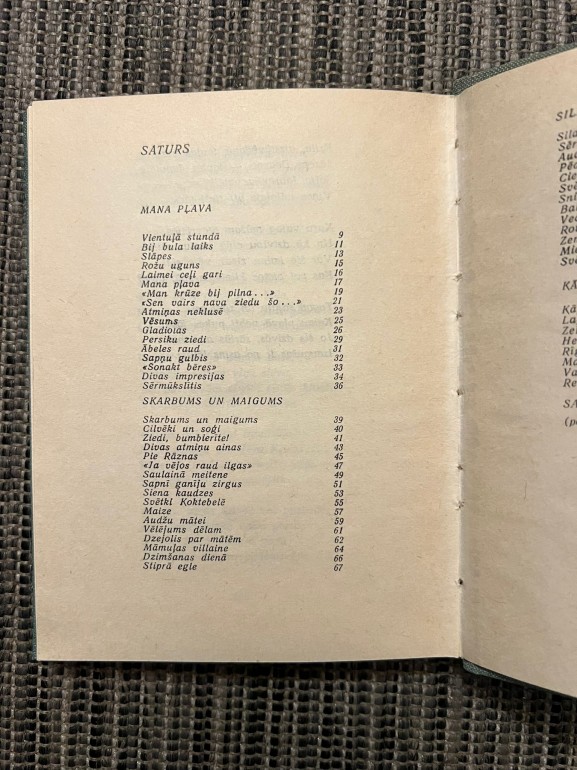 SATURS
MANA PĻAVA
Vientuļā stundā 9
Bij bula laiks 11
Slāpes 13
Rožu uguns 15
Laimei ceļi gari 16
Mana pļava 17
«Man krūze bij pilna...» 19
«Sen vairs nava ziedu šo...» 21
Atmiņas neklusē 23
Vēsums 25
Gladiolas 26
Persiku ziedi 29
Ābeles raud 31
Sapņu gulbis 32
«Šonakt bēres» 33
Divas impresijas 34
Sērmūkslītis 36
SKARBUMS UN MAIGUMS
Skarbums un maigums 39
Cilvēki un soģi 40
Ziedi, bumbierīte! 41
Divas atmiņu ainas 43
Pie Rāznas 45
«Ja vējos raud ilgas» 47
Saulainā meitene 49
Sapnī ganīju zirgus 51
Siena kaudzes 53
Svētki Koktebelē 55
Maize 57
Audžu mātei 59
Vēlējums dēlam 61
Dzejolis par mātēm 62
Māmuļas villaine 64
Dzimšanas dienā 66
Stiprā egle 67